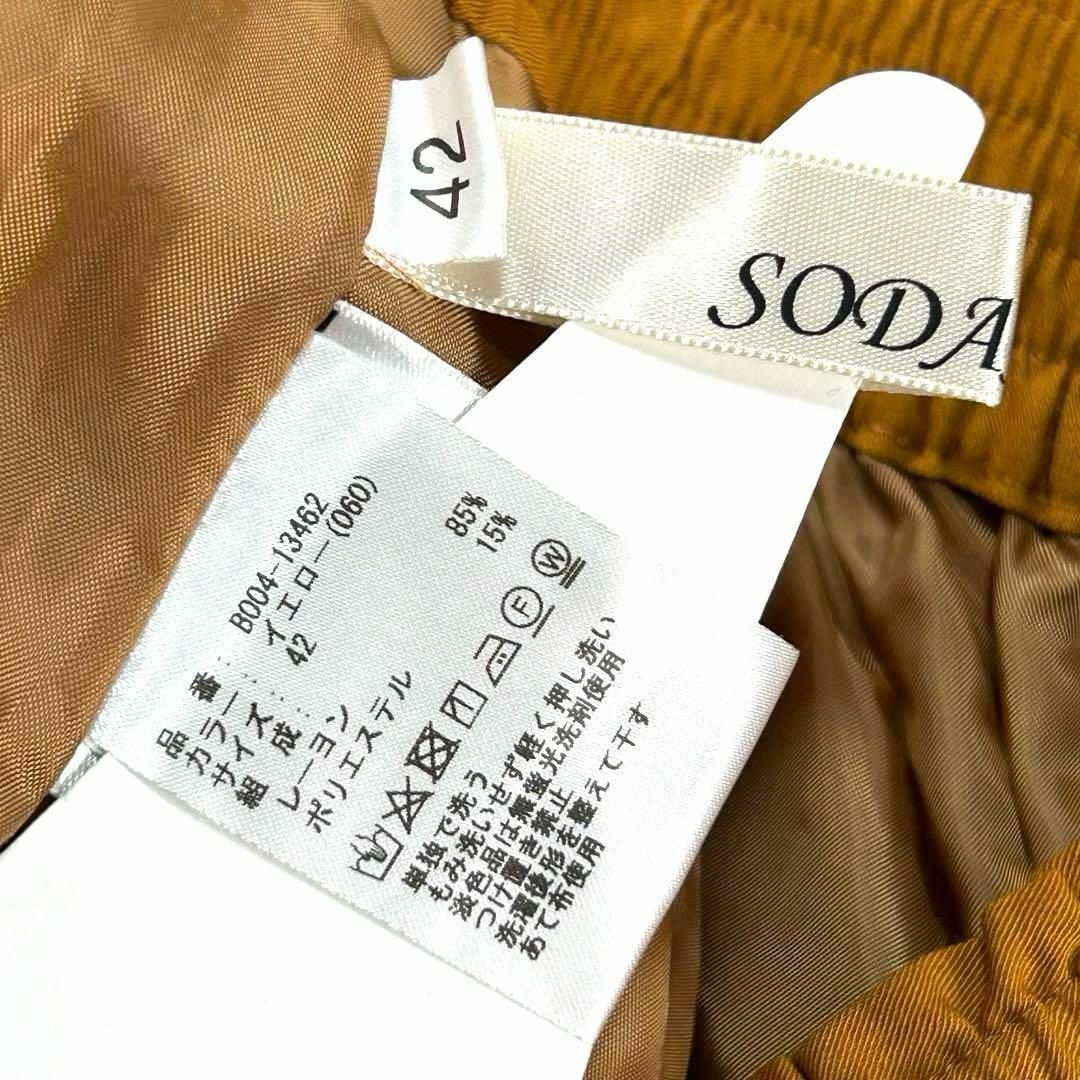 42
SODA
品番: B004-13462
カラー: イエロー(060)
サイズ: 42
組成:
レーヨン 85%
ポリエステル 15%
F
W
単独で洗う
もみ洗いせず軽く押し洗い
淡色品は無蛍光洗剤使用
つけ置き禁止
洗濯後形を整えて干す
あて布使用